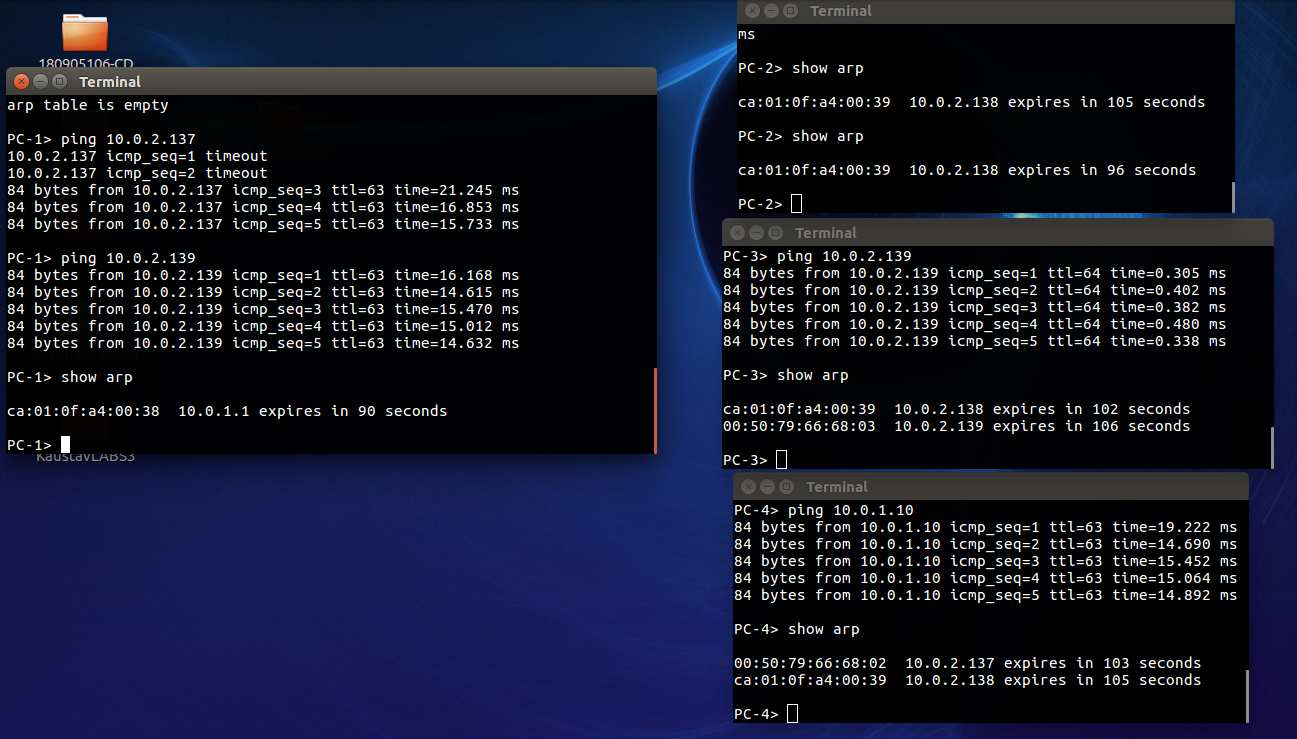 180905106-CD
Terminal
arp table is empty
PC-1> ping 10.0.2.137
10.0.2.137 icmp_seq=1 timeout
10.0.2.137 icmp_seq=2 timeout
84 bytes from 10.0.2.137 icmp_seq=3 ttl=63 time=21.245 ms
84 bytes from 10.0.2.137 icmp_seq=4 ttl=63 time=16.853 ms
84 bytes from 10.0.2.137 icmp_seq=5 ttl=63 time=15.733 ms
PC-1> ping 10.0.2.139
84 bytes from 10.0.2.139 icmp_seq=1 ttl=63 time=16.168 ms
84 bytes from 10.0.2.139 icmp_seq=2 ttl=63 time=14.615 ms
84 bytes from 10.0.2.139 icmp_seq=3 ttl=63 time=15.470 ms
84 bytes from 10.0.2.139 icmp_seq=4 ttl=63 time=15.012 ms
84 bytes from 10.0.2.139 icmp_seq=5 ttl=63 time=14.632 ms
PC-1> show arp
ca:01:0f:a4:00:38  10.0.1.1 expires in 90 seconds
PC-1>
KaustavLABS3
Terminal
ms
PC-2> show arp
ca:01:0f:a4:00:39  10.0.2.138 expires in 105 seconds
PC-2> show arp
ca:01:0f:a4:00:39  10.0.2.138 expires in 96 seconds
PC-2>
Terminal
PC-3> ping 10.0.2.139
84 bytes from 10.0.2.139 icmp_seq=1 ttl=64 time=0.305 ms
84 bytes from 10.0.2.139 icmp_seq=2 ttl=64 time=0.402 ms
84 bytes from 10.0.2.139 icmp_seq=3 ttl=64 time=0.382 ms
84 bytes from 10.0.2.139 icmp_seq=4 ttl=64 time=0.480 ms
84 bytes from 10.0.2.139 icmp_seq=5 ttl=64 time=0.338 ms
PC-3> show arp
ca:01:0f:a4:00:39  10.0.2.138 expires in 102 seconds
00:50:79:66:68:03  10.0.2.139 expires in 106 seconds
PC-3>
Terminal
PC-4> ping 10.0.1.10
84 bytes from 10.0.1.10 icmp_seq=1 ttl=63 time=19.222 ms
84 bytes from 10.0.1.10 icmp_seq=2 ttl=63 time=14.690 ms
84 bytes from 10.0.1.10 icmp_seq=3 ttl=63 time=15.452 ms
84 bytes from 10.0.1.10 icmp_seq=4 ttl=63 time=15.064 ms
84 bytes from 10.0.1.10 icmp_seq=5 ttl=63 time=14.892 ms
PC-4> show arp
00:50:79:66:68:02  10.0.2.137 expires in 103 seconds
ca:01:0f:a4:00:39  10.0.2.138 expires in 105 seconds
PC-4>